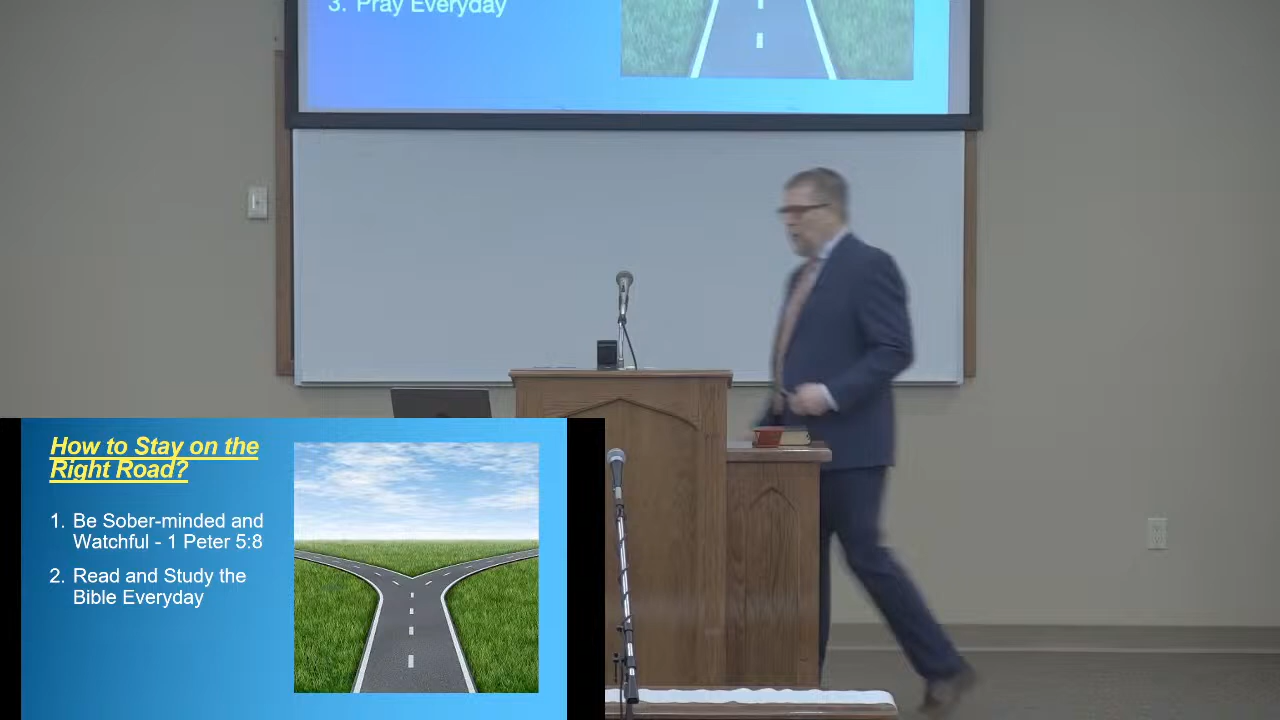 3. Pray Everyday
How to Stay on the
Right Road?
1. Be Sober-minded and
Watchful - 1 Peter 5:8
2. Read and Study the
Bible Everyday